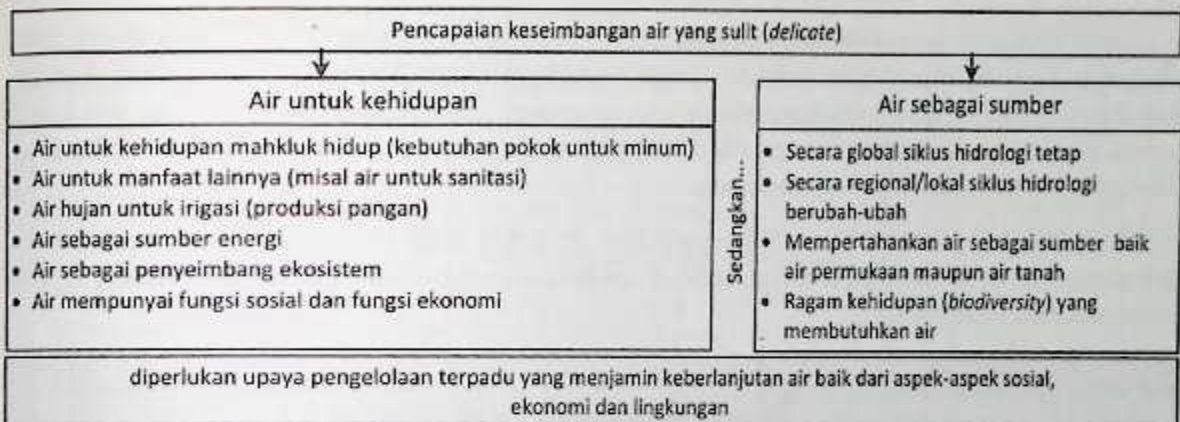 Pencapaian keseimbangan air yang sulit (delicate)
Air untuk kehidupan
• Air untuk kehidupan mahkluk hidup (kebutuhan pokok untuk minum)
• Air untuk manfaat lainnya (misal air untuk sanitasi)
• Air hujan untuk irigasi (produksi pangan)
• Air sebagai sumber energi
• Air sebagai penyeimbang ekosistem
• Air mempunyai fungsi sosial dan fungsi ekonomi
Sedangkan...
Air sebagai sumber
• Secara global siklus hidrologi tetap
• Secara regional/lokal siklus hidrologi
berubah-ubah
• Mempertahankan air sebagai sumber baik
air permukaan maupun air tanah
• Ragam kehidupan (biodiversity) yang
membutuhkan air
diperlukan upaya pengelolaan terpadu yang menjamin keberlanjutan air baik dari aspek-aspek sosial,
ekonomi dan lingkungan